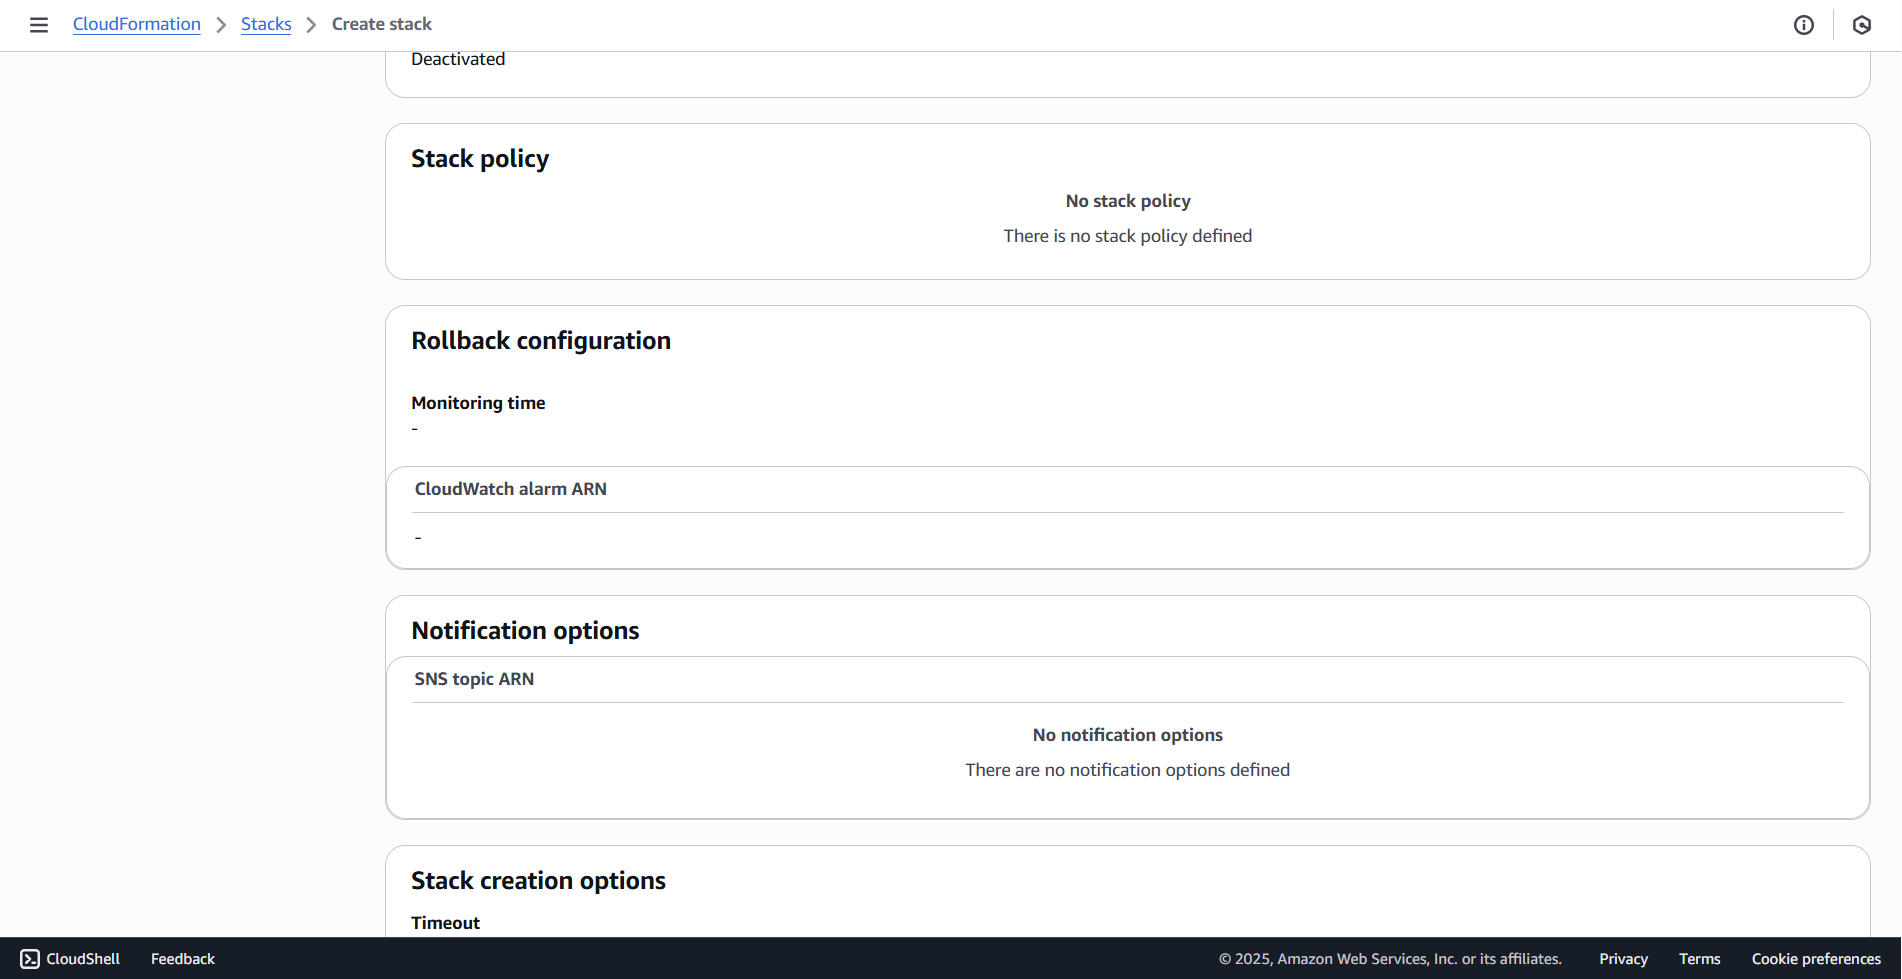 CloudFormation > Stacks > Create stack
Deactivated
Stack policy
No stack policy
There is no stack policy defined
Rollback configuration
Monitoring time
-
CloudWatch alarm ARN
-
Notification options
SNS topic ARN
No notification options
There are no notification options defined
Stack creation options
Timeout
CloudShell Feedback © 2025, Amazon Web Services, Inc. or its affiliates. Privacy Terms Cookie preferences